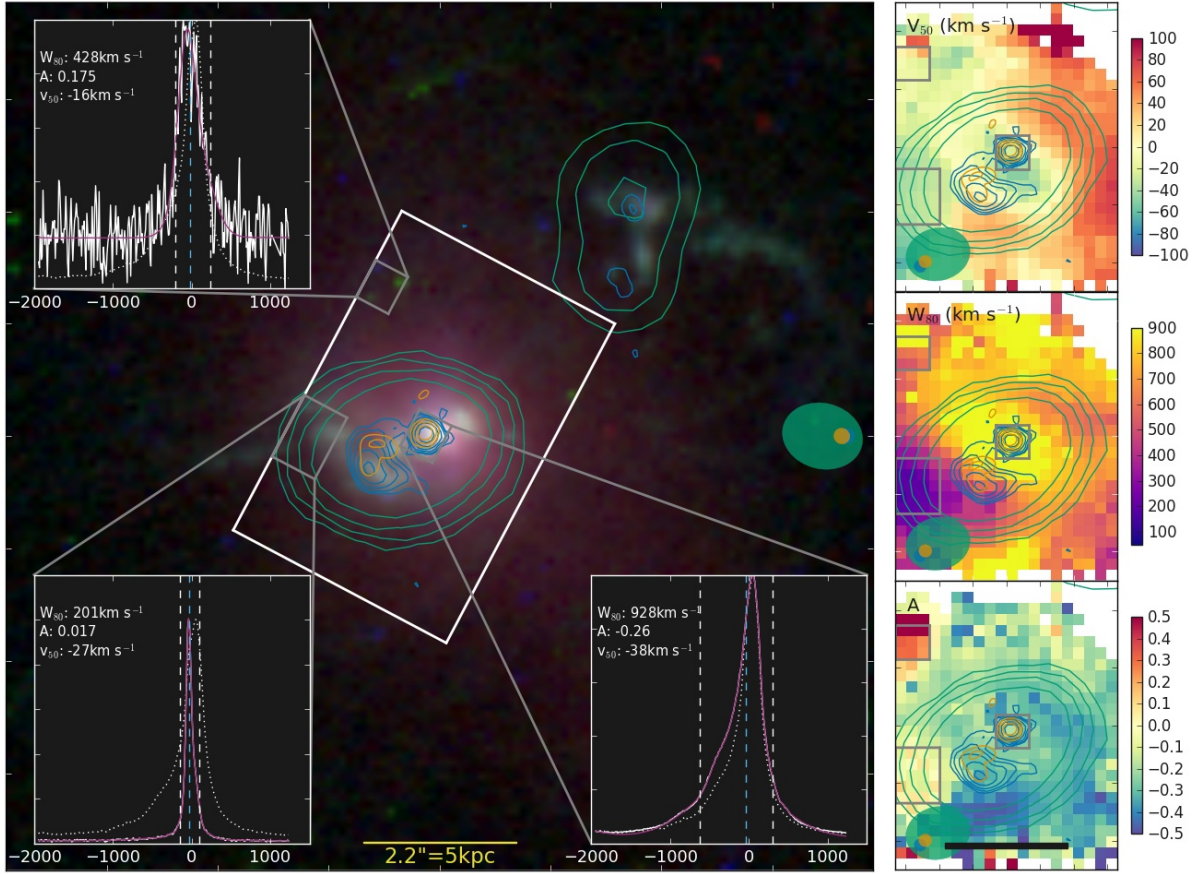 W₈₀: 428km s⁻¹
A: 0.175
v₅₀: -16km s⁻¹
−2000 −1000 0 1000
W₈₀: 201km s⁻¹
A: 0.017
v₅₀: -27km s⁻¹
−2000 −1000 0 1000
2.2"=5kpc
W₈₀: 928km s⁻¹
A: -0.26
v₅₀: -38km s⁻¹
−2000 −1000 0 1000
V₅₀ (km s⁻¹)
100
80
60
40
20
0
−20
−40
−60
−80
−100
W₈₀ (km s⁻¹)
900
800
700
600
500
400
300
200
100
A
0.5
0.4
0.3
0.2
0.1
0.0
−0.1
−0.2
−0.3
−0.4
−0.5